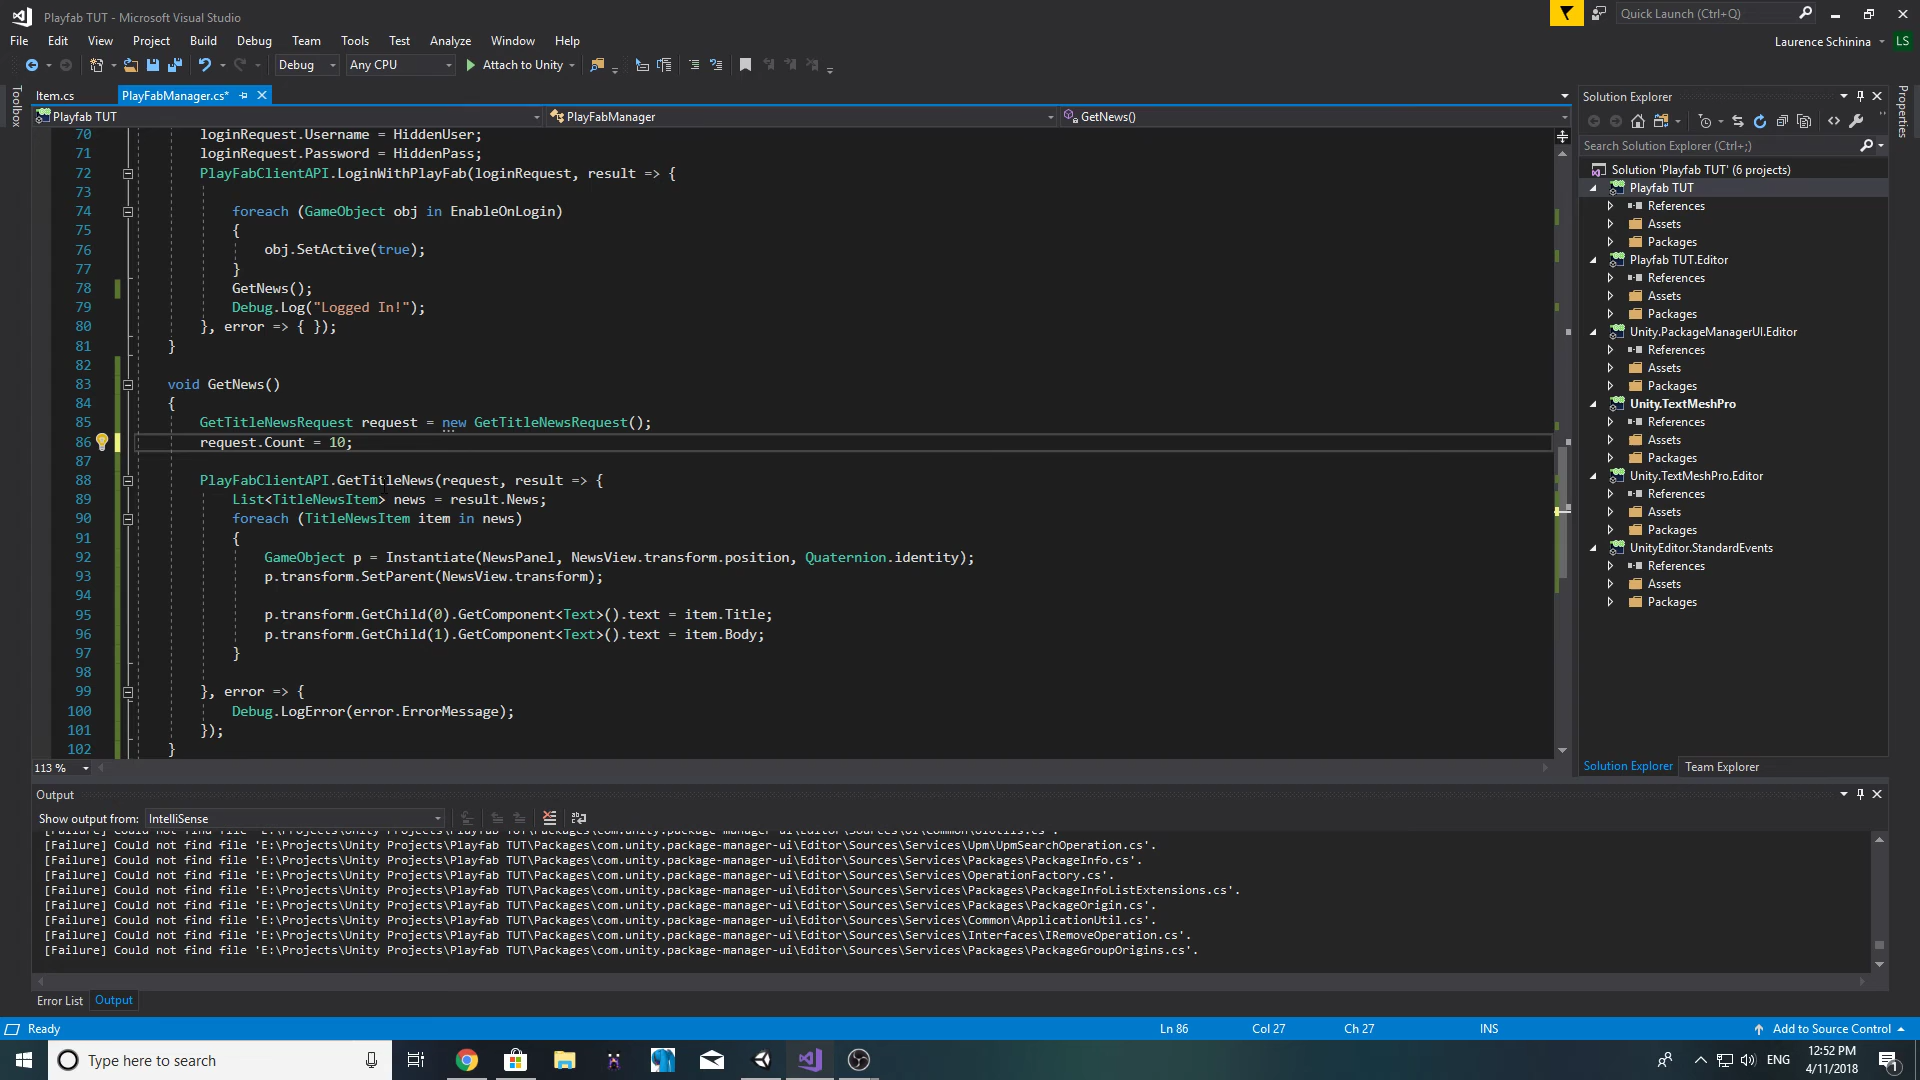 Playfab TUT - Microsoft Visual Studio
Quick Launch (Ctrl+Q)
File Edit View Project Build Debug Team Tools Test Analyze Window Help
Laurence Schinina LS
Debug Any CPU Attach to Unity
Toolbox
Item.cs PlayFabManager.cs*
Playfab TUT PlayFabManager GetNews()
70 loginRequest.Username = HiddenUser;
71 loginRequest.Password = HiddenPass;
72 PlayFabClientAPI.LoginWithPlayFab(loginRequest, result => {
73
74 foreach (GameObject obj in EnableOnLogin)
75 {
76 obj.SetActive(true);
77 }
78 GetNews();
79 Debug.Log("Logged In!");
80 }, error => { });
81 }
82
83 void GetNews()
84 {
85 GetTitleNewsRequest request = new GetTitleNewsRequest();
86 request.Count = 10;
87
88 PlayFabClientAPI.GetTitleNews(request, result => {
89 List<TitleNewsItem> news = result.News;
90 foreach (TitleNewsItem item in news)
91 {
92 GameObject p = Instantiate(NewsPanel, NewsView.transform.position, Quaternion.identity);
93 p.transform.SetParent(NewsView.transform);
94
95 p.transform.GetChild(0).GetComponent<Text>().text = item.Title;
96 p.transform.GetChild(1).GetComponent<Text>().text = item.Body;
97 }
98
99 }, error => {
100 Debug.LogError(error.ErrorMessage);
101 });
102 }
113 %
Solution Explorer
Search Solution Explorer (Ctrl+;)
Solution 'Playfab TUT' (6 projects)
Playfab TUT
References
Assets
Packages
Playfab TUT.Editor
References
Assets
Packages
Unity.PackageManagerUI.Editor
References
Assets
Packages
Unity.TextMeshPro
References
Assets
Packages
Unity.TextMeshPro.Editor
References
Assets
Packages
UnityEditor.StandardEvents
References
Assets
Packages
Solution Explorer Team Explorer
Properties
Output
Show output from: IntelliSense
[Failure] Could not find file 'E:\Projects\Unity Projects\Playfab TUT\Packages\com.unity.package-manager-ui\Editor\Sources\Services\Upm\UpmSearchOperation.cs'.
[Failure] Could not find file 'E:\Projects\Unity Projects\Playfab TUT\Packages\com.unity.package-manager-ui\Editor\Sources\Services\Packages\PackageInfo.cs'.
[Failure] Could not find file 'E:\Projects\Unity Projects\Playfab TUT\Packages\com.unity.package-manager-ui\Editor\Sources\Services\OperationFactory.cs'.
[Failure] Could not find file 'E:\Projects\Unity Projects\Playfab TUT\Packages\com.unity.package-manager-ui\Editor\Sources\Services\Packages\PackageInfoListExtensions.cs'.
[Failure] Could not find file 'E:\Projects\Unity Projects\Playfab TUT\Packages\com.unity.package-manager-ui\Editor\Sources\Services\Packages\PackageOrigin.cs'.
[Failure] Could not find file 'E:\Projects\Unity Projects\Playfab TUT\Packages\com.unity.package-manager-ui\Editor\Sources\Services\Common\ApplicationUtil.cs'.
[Failure] Could not find file 'E:\Projects\Unity Projects\Playfab TUT\Packages\com.unity.package-manager-ui\Editor\Sources\Services\Interfaces\IRemoveOperation.cs'.
[Failure] Could not find file 'E:\Projects\Unity Projects\Playfab TUT\Packages\com.unity.package-manager-ui\Editor\Sources\Services\Packages\PackageGroupOrigins.cs'.
Error List Output
Ready Ln 86 Col 27 Ch 27 INS Add to Source Control
Type here to search
ENG 12:52 PM
4/11/2018
1